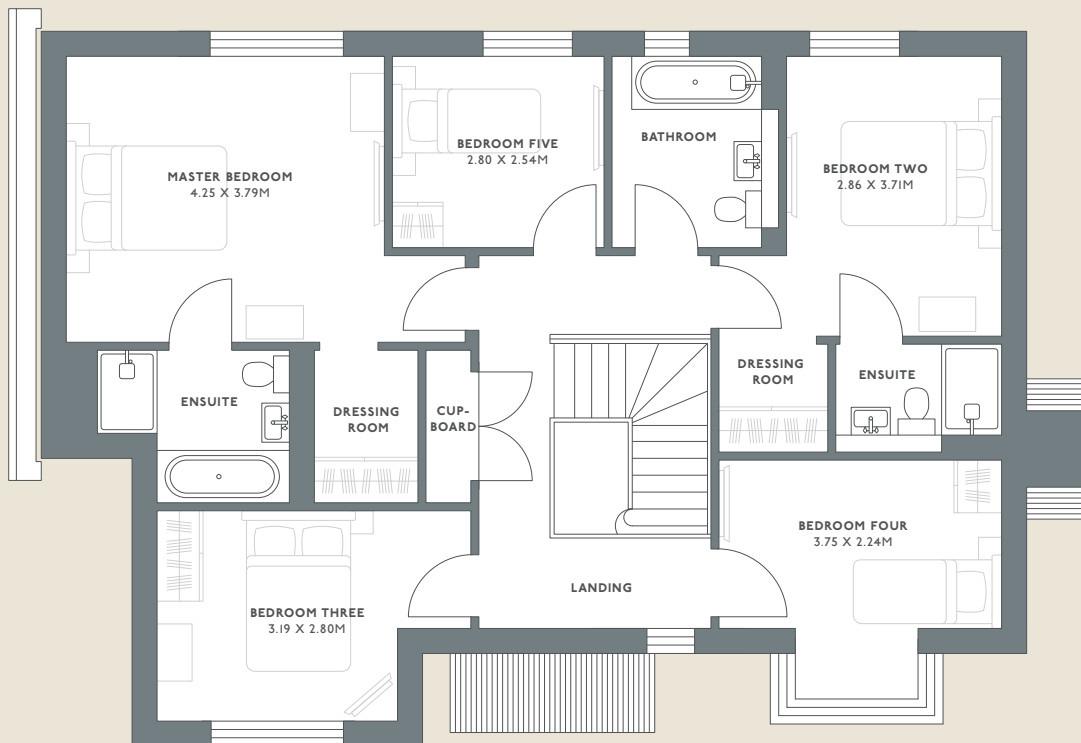 BEDROOM FIVE
2.80 X 2.54M
BATHROOM
MASTER BEDROOM
4.25 X 3.79M
BEDROOM TWO
2.86 X 3.71M
ENSUITE
DRESSING
ROOM
CUP-
BOARD
DRESSING
ROOM
ENSUITE
BEDROOM FOUR
3.75 X 2.24M
LANDING
BEDROOM THREE
3.19 X 2.80M